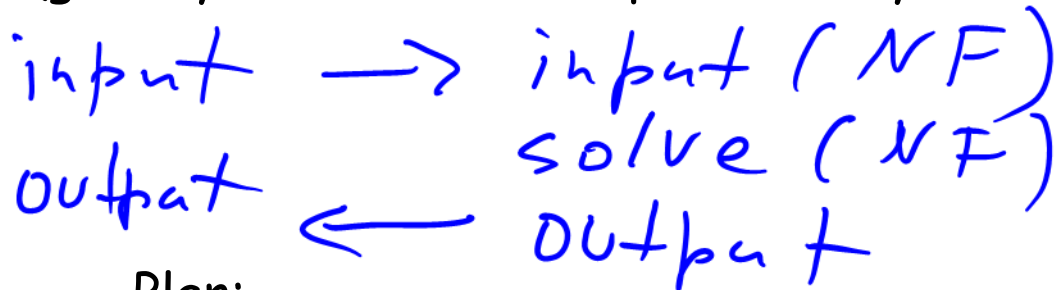 input → input (NF)
solve (NF)
output ← output
Plan: